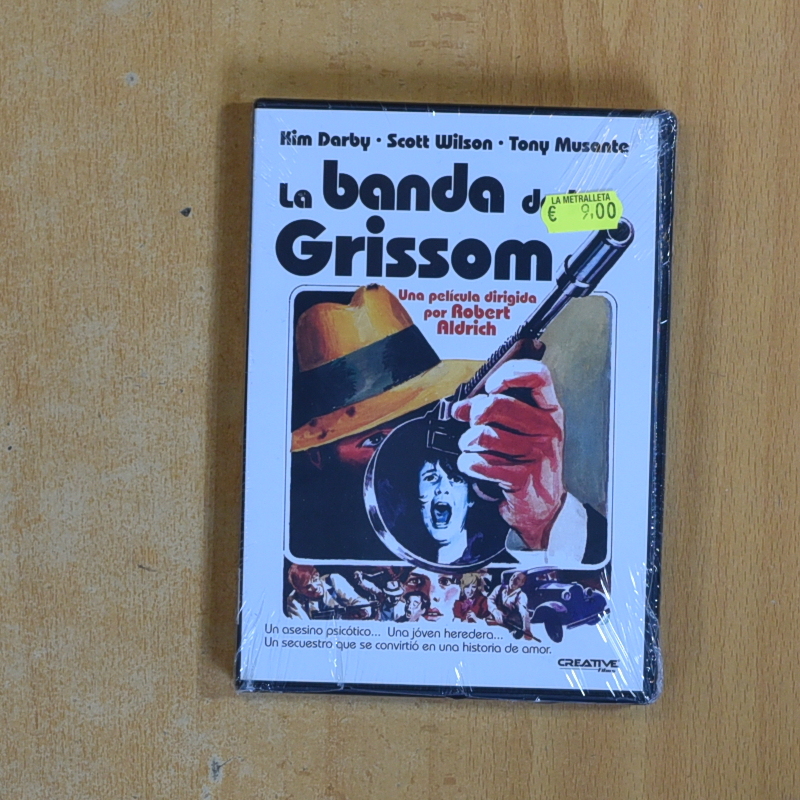 Kim Darby • Scott Wilson • Tony Musante
La banda
LA METRALLETA
€ 9,00
Grissom
Una película dirigida
por Robert
Aldrich
Un asesino psicótico... Una jóven heredera...
Un secuestro que se convirtió en una historia de amor.
CREATIVE
Films